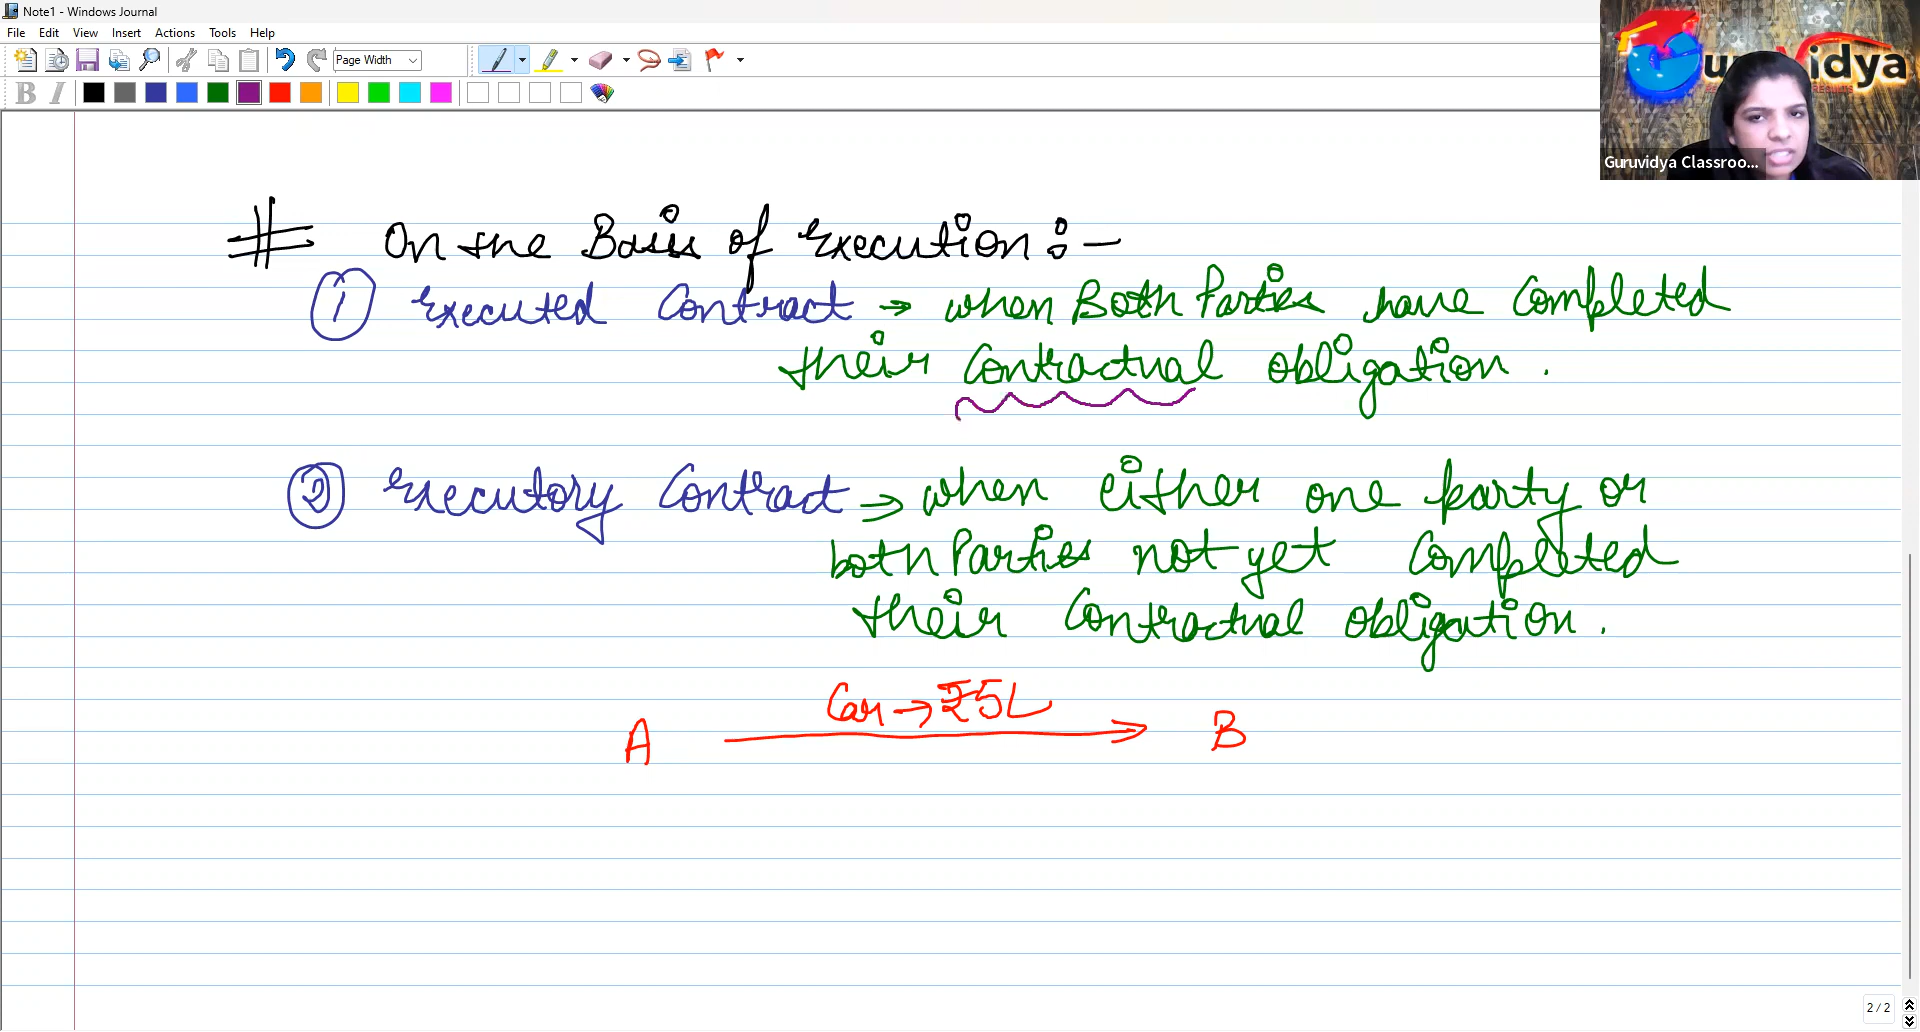 Note1 - Windows Journal
File Edit View Insert Actions Tools Help
Page Width
B I
GuruVidya
Guruvidya Classroo...
# On the Basis of Execution :-
① Executed Contract → when Both Parties have Completed
their Contractual obligation.
② Executory Contract ⇒ when either one party or
both Parties not yet Completed
their Contractual obligation.
Car → ₹5L
A B
2 / 2